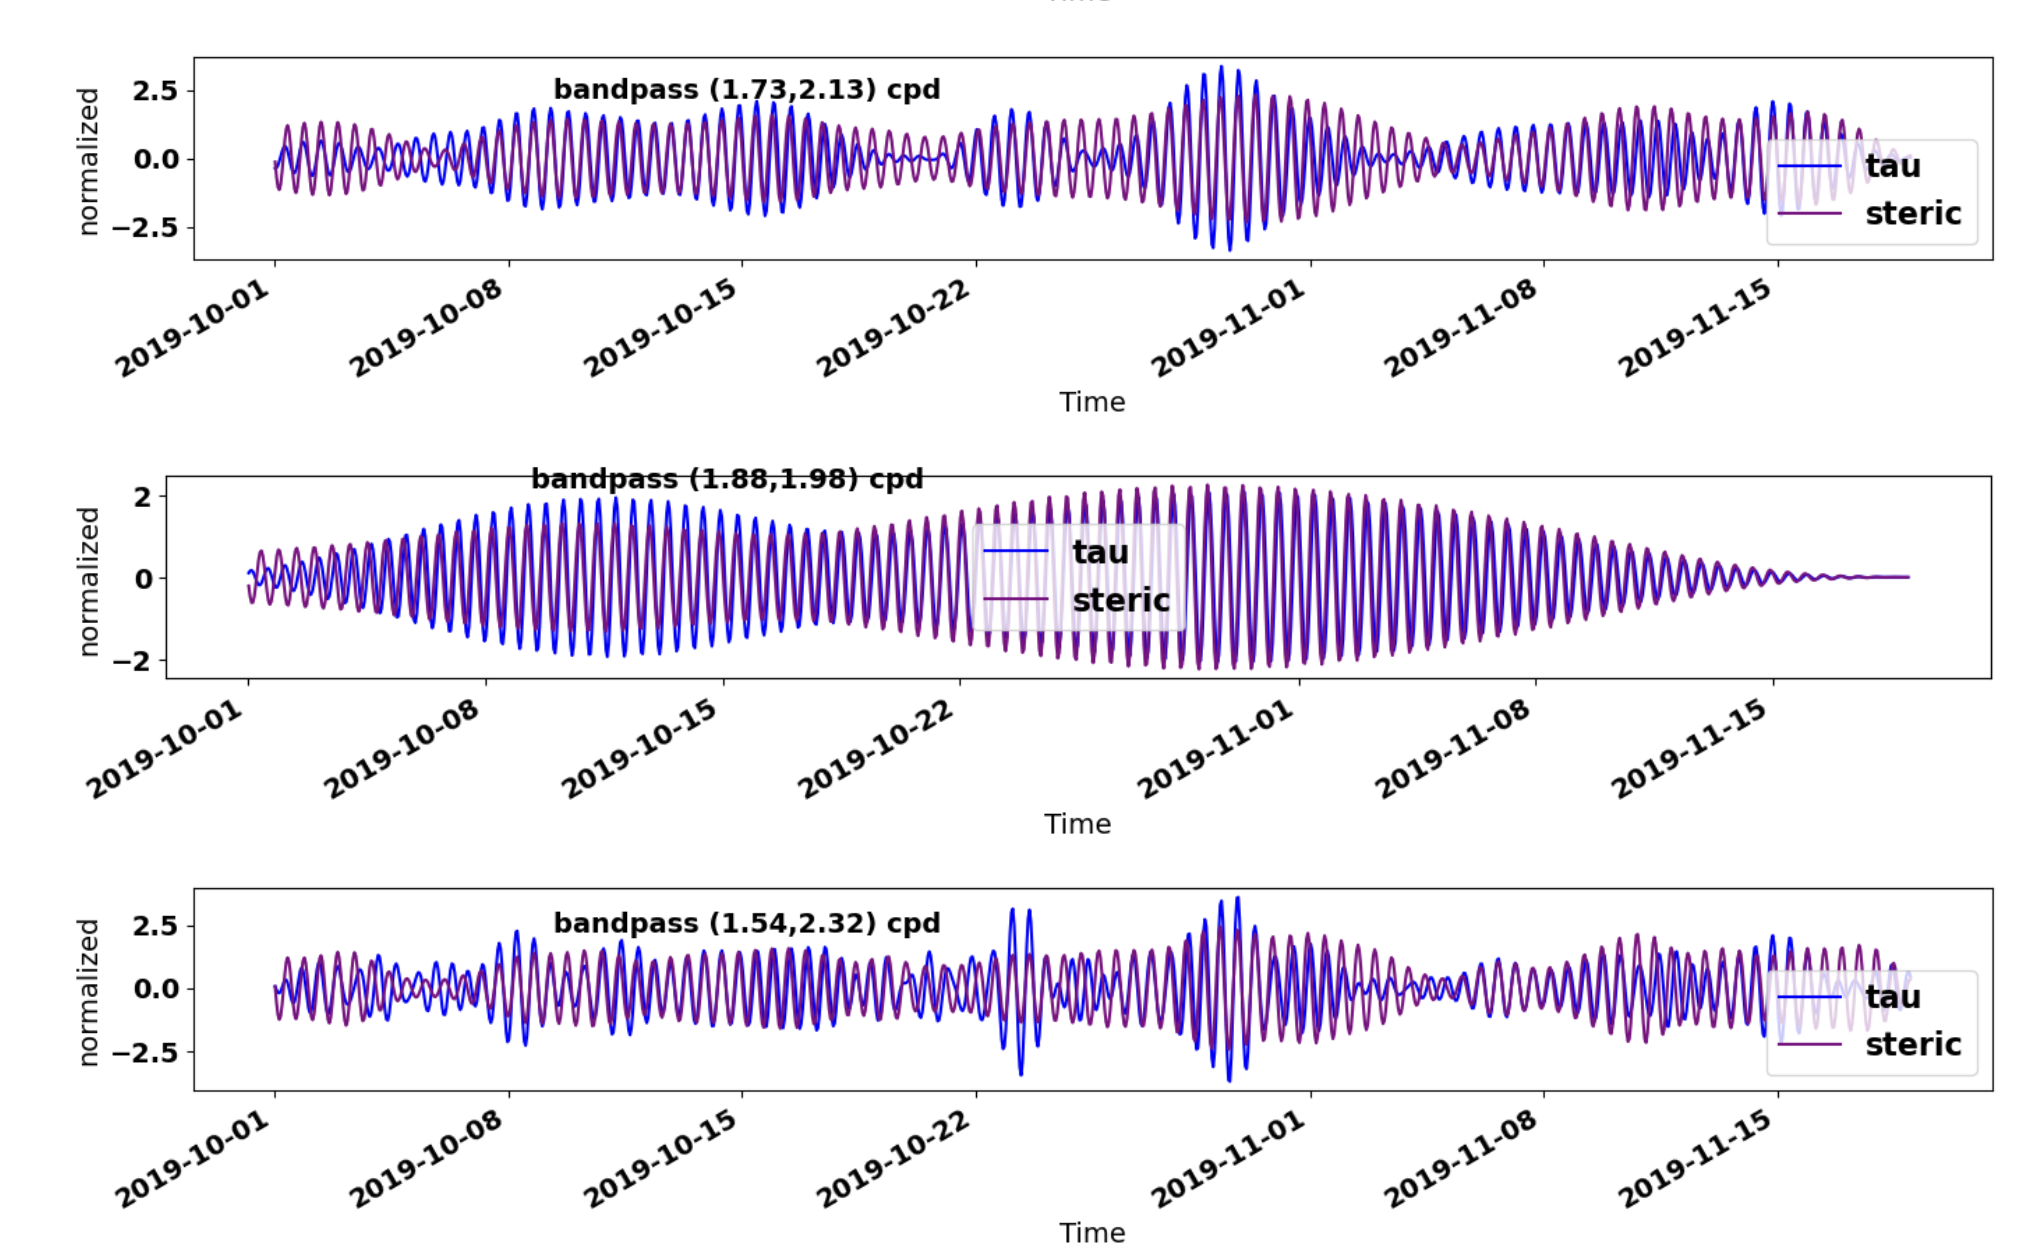 bandpass (1.73,2.13) cpd
normalized
2.5
0.0
−2.5
tau
steric
2019-10-01
2019-10-08
2019-10-15
2019-10-22
2019-11-01
2019-11-08
2019-11-15
Time
bandpass (1.88,1.98) cpd
normalized
2
0
−2
tau
steric
2019-10-01
2019-10-08
2019-10-15
2019-10-22
2019-11-01
2019-11-08
2019-11-15
Time
bandpass (1.54,2.32) cpd
normalized
2.5
0.0
−2.5
tau
steric
2019-10-01
2019-10-08
2019-10-15
2019-10-22
2019-11-01
2019-11-08
2019-11-15
Time